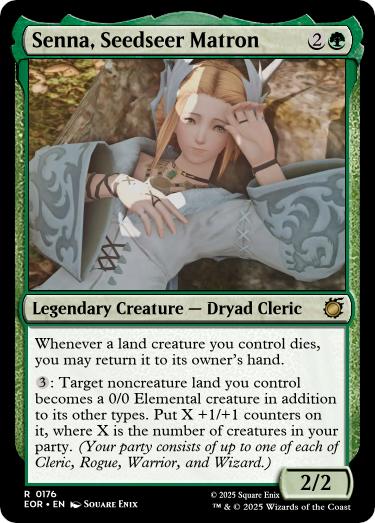 Senna, Seedseer Matron 2
Legendary Creature — Dryad Cleric
Whenever a land creature you control dies,
you may return it to its owner's hand.
3: Target noncreature land you control
becomes a 0/0 Elemental creature in addition
to its other types. Put X +1/+1 counters on
it, where X is the number of creatures in your
party. (Your party consists of up to one of each of
Cleric, Rogue, Warrior, and Wizard.)
2/2
R 0176
EOR • EN Square Enix
© 2025 Square Enix
™ & © 2025 Wizards of the Coast